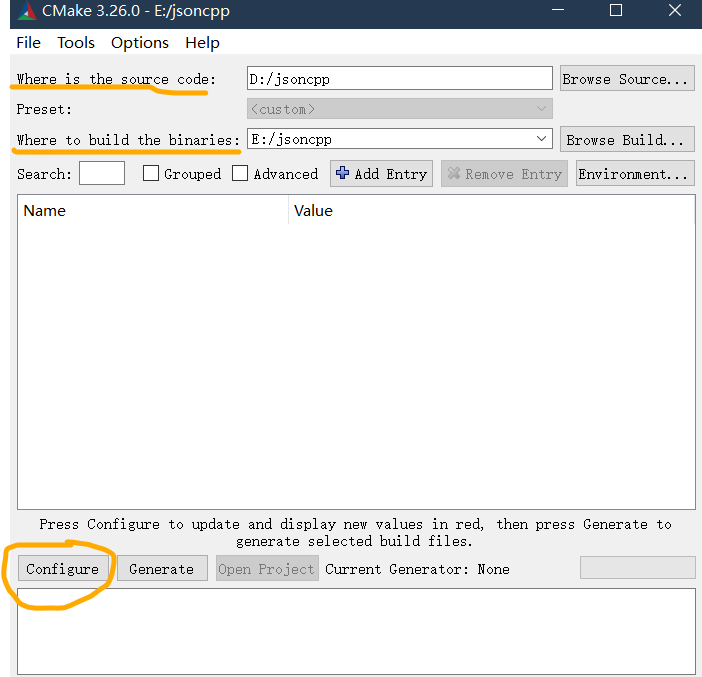 CMake 3.26.0 - E:/jsoncpp
File Tools Options Help
Where is the source code: D:/jsoncpp Browse Source...
Preset: <custom>
Where to build the binaries: E:/jsoncpp Browse Build...
Search: Grouped Advanced Add Entry Remove Entry Environment...
Name Value
Press Configure to update and display new values in red, then press Generate to
generate selected build files.
Configure Generate Open Project Current Generator: None